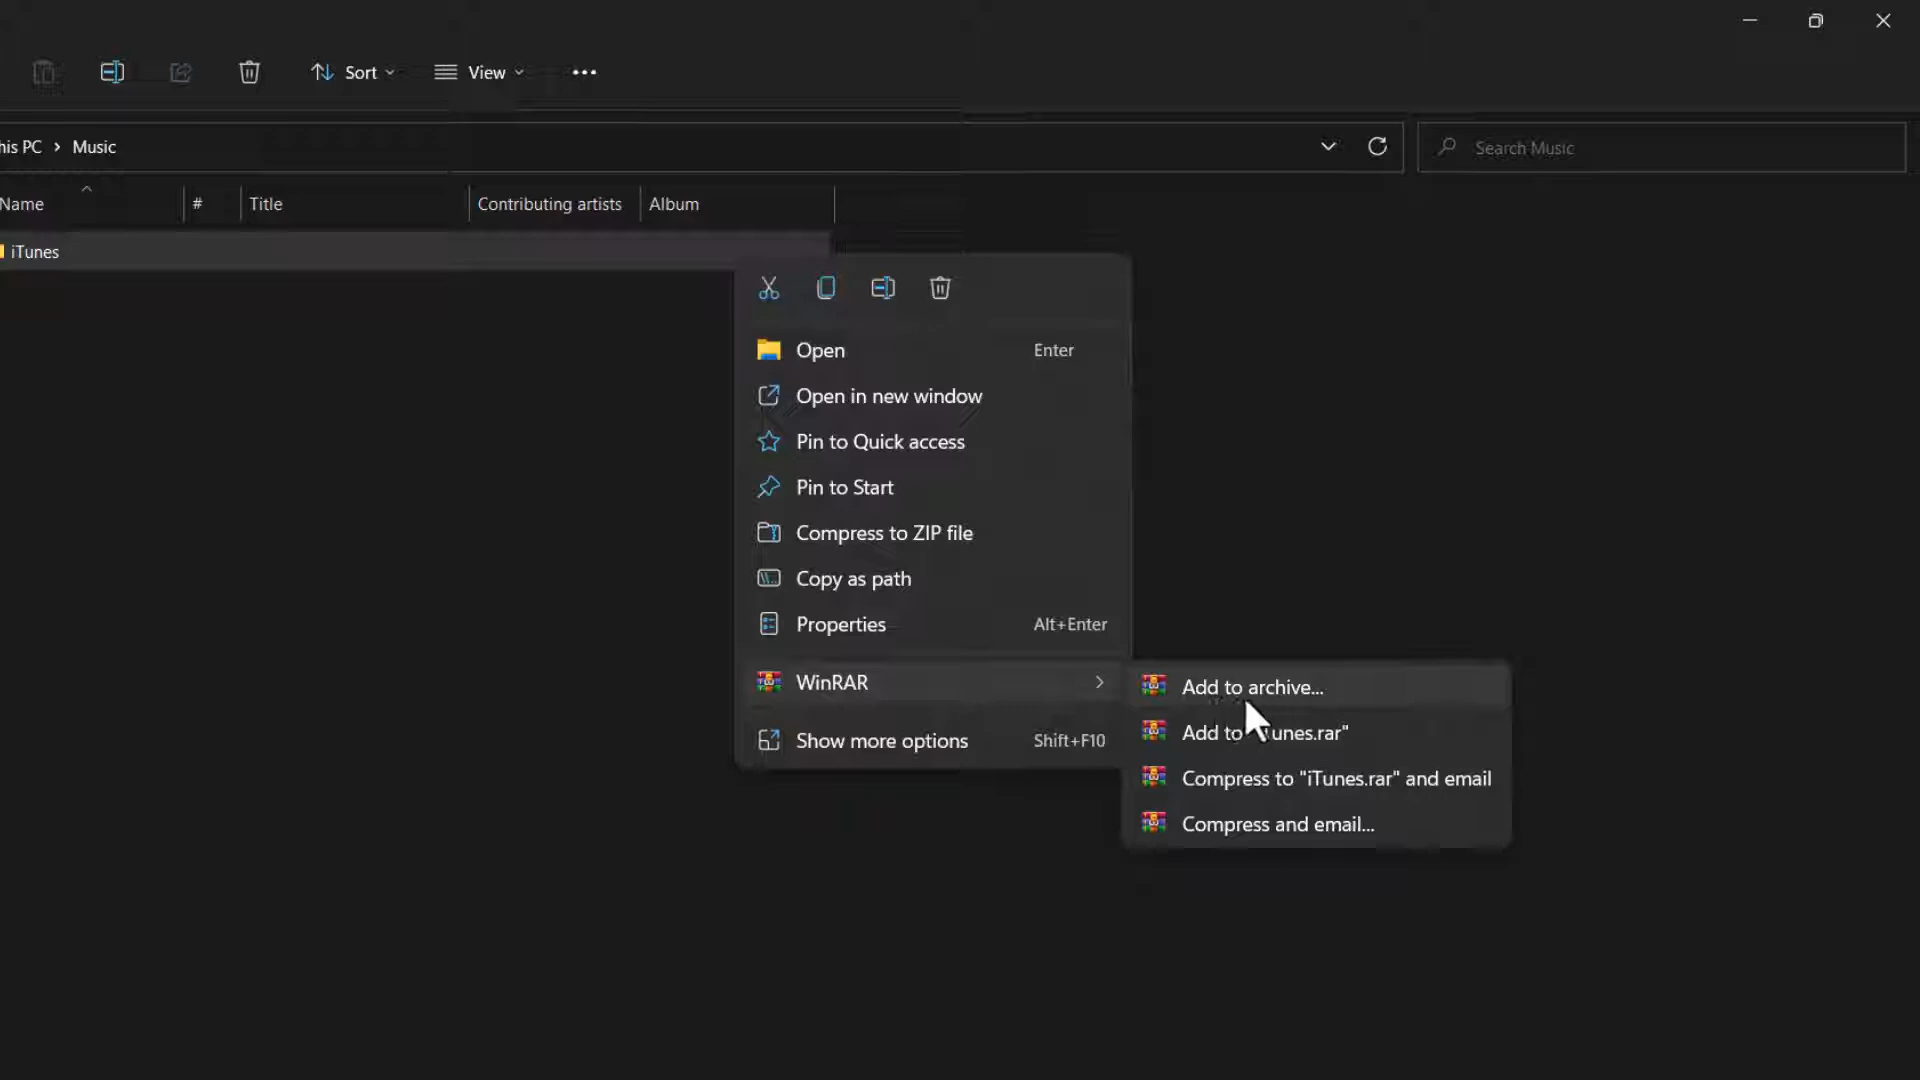 Sort
View
his PC > Music
Search Music
Name
#
Title
Contributing artists
Album
iTunes
Open Enter
Open in new window
Pin to Quick access
Pin to Start
Compress to ZIP file
Copy as path
Properties Alt+Enter
WinRAR
Show more options Shift+F10
Add to archive...
Add to unes.rar"
Compress to "iTunes.rar" and email
Compress and email...